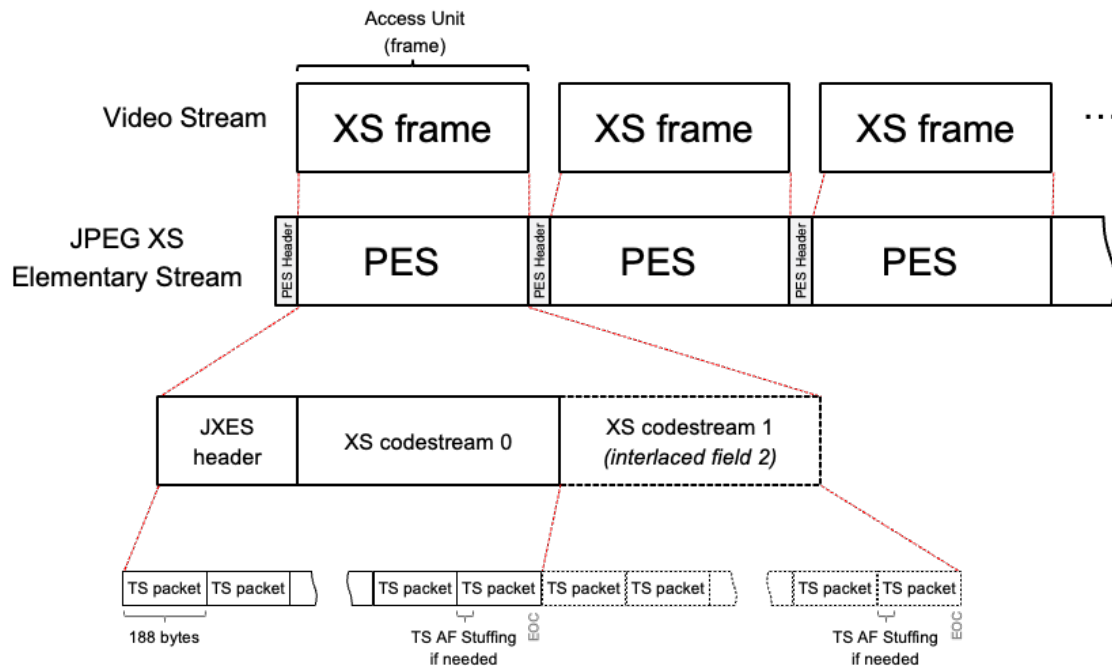 Access Unit
(frame)
Video Stream
XS frame
XS frame
XS frame
...
JPEG XS
Elementary Stream
PES Header
PES
PES Header
PES
PES Header
PES
JXES
header
XS codestream 0
XS codestream 1
(interlaced field 2)
TS packet
TS packet
TS packet
TS packet
TS packet
TS packet
TS packet
TS packet
188 bytes
TS AF Stuffing
if needed
EOC
TS AF Stuffing
if needed
EOC